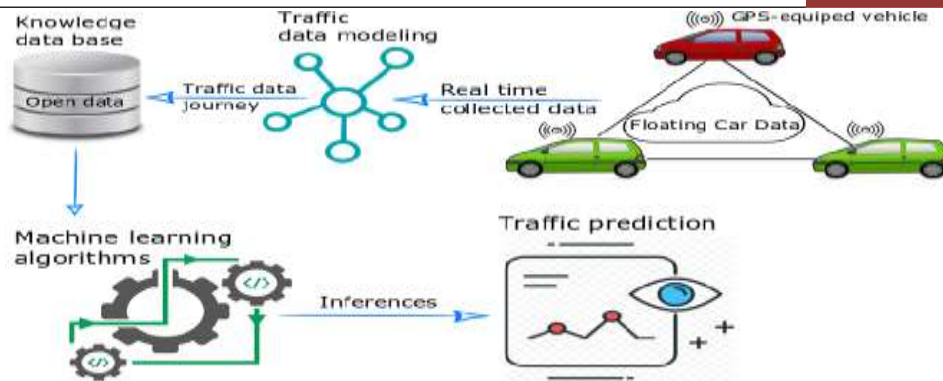 Knowledge
data base
Open data
Traffic
data modeling
Traffic data
journey
Real time
collected data
GPS-equiped vehicle
Floating Car Data
Machine learning
algorithms
</>
</>
Inferences
Traffic prediction